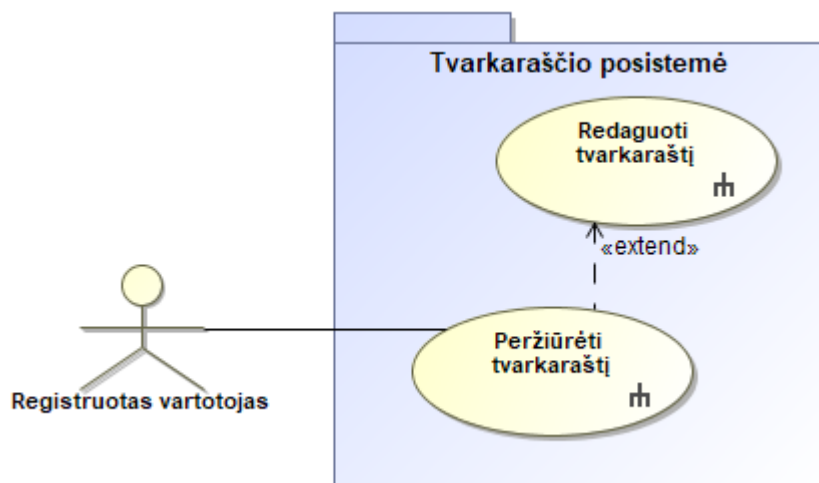 Tvarkaraščio posistemė
Redaguoti
tvarkaraštį
«extend»
Peržiūrėti
tvarkaraštį
Registruotas vartotojas